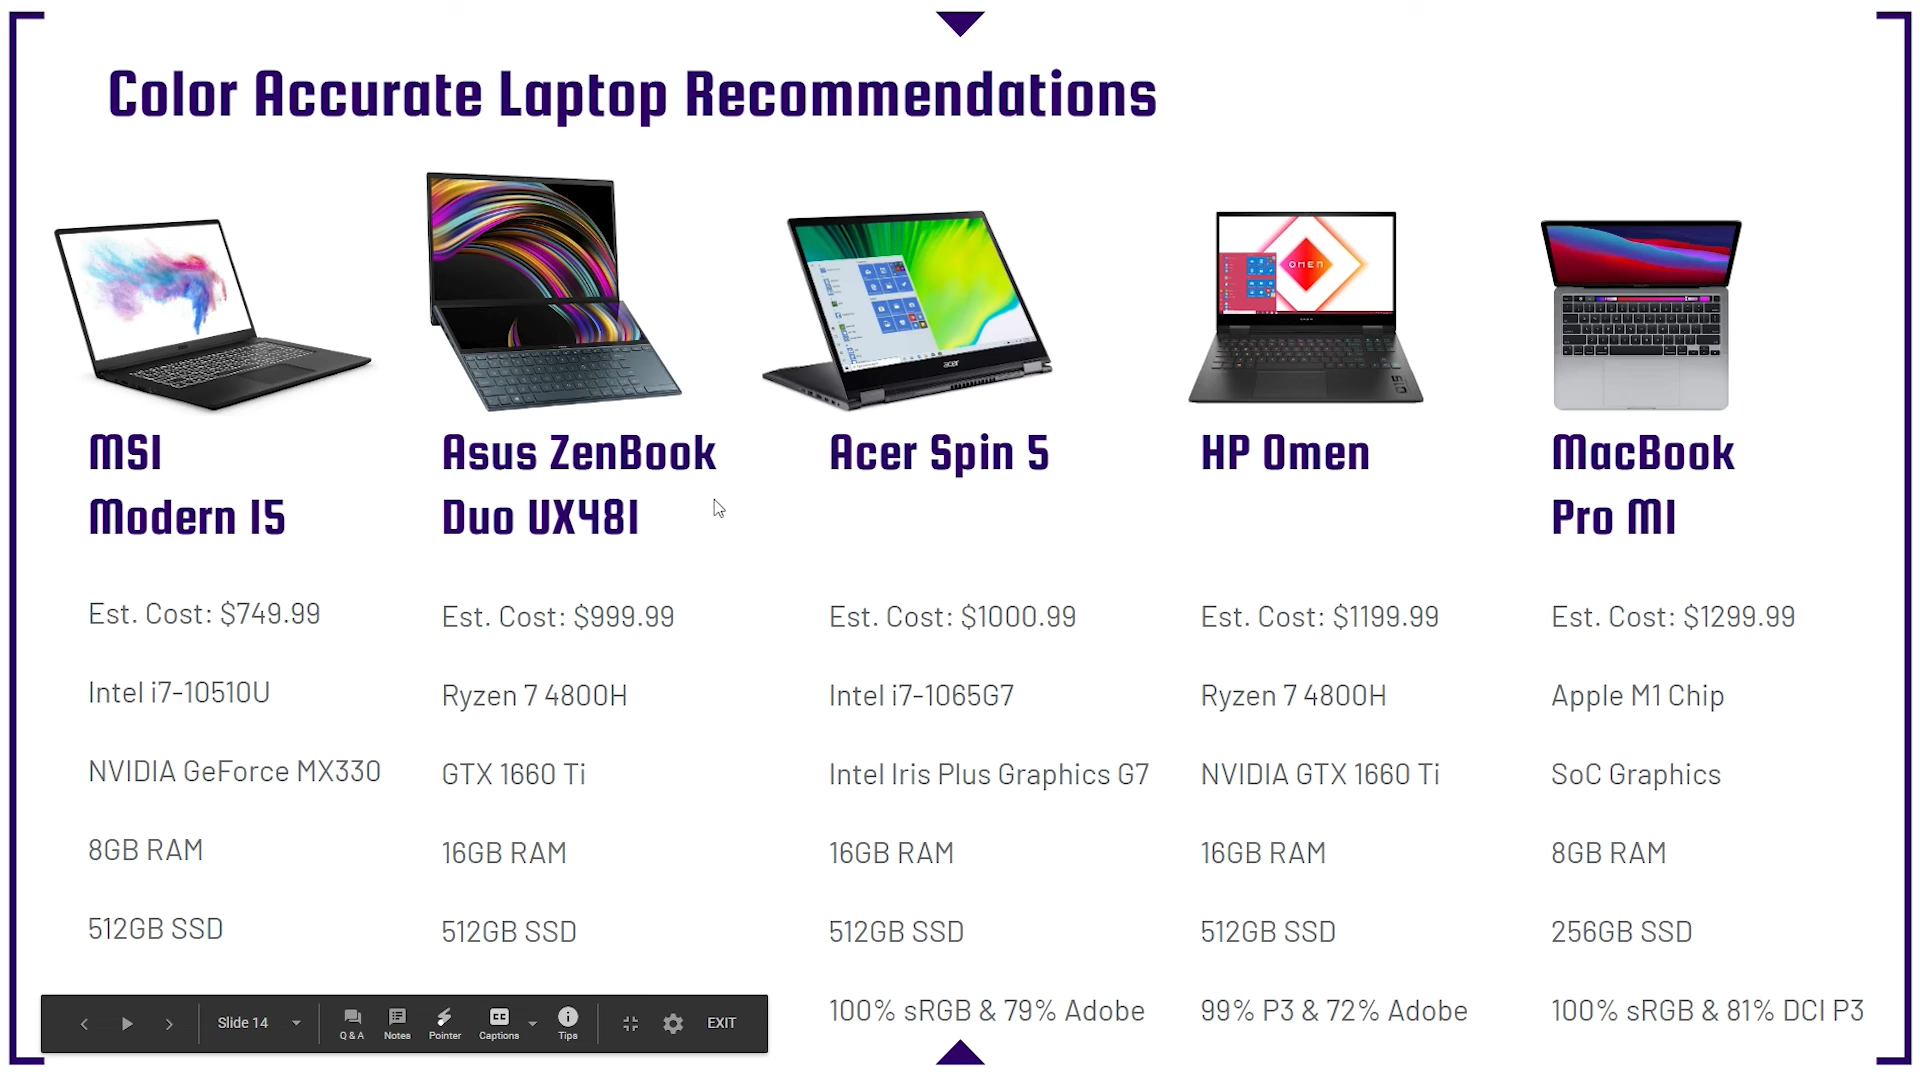 Color Accurate Laptop Recommendations
acer
OMEN
MSI
Modern 15
Est. Cost: $749.99
Intel i7-10510U
NVIDIA GeForce MX330
8GB RAM
512GB SSD
Asus ZenBook
Duo UX481
Est. Cost: $999.99
Ryzen 7 4800H
GTX 1660 Ti
16GB RAM
512GB SSD
Acer Spin 5
Est. Cost: $1000.99
Intel i7-1065G7
Intel Iris Plus Graphics G7
16GB RAM
512GB SSD
100% sRGB & 79% Adobe
HP Omen
Est. Cost: $1199.99
Ryzen 7 4800H
NVIDIA GTX 1660 Ti
16GB RAM
512GB SSD
99% P3 & 72% Adobe
MacBook
Pro M1
Est. Cost: $1299.99
Apple M1 Chip
SoC Graphics
8GB RAM
256GB SSD
100% sRGB & 81% DCI P3
Slide 14
Q & A
Notes
Pointer
CC
Captions
Tips
EXIT